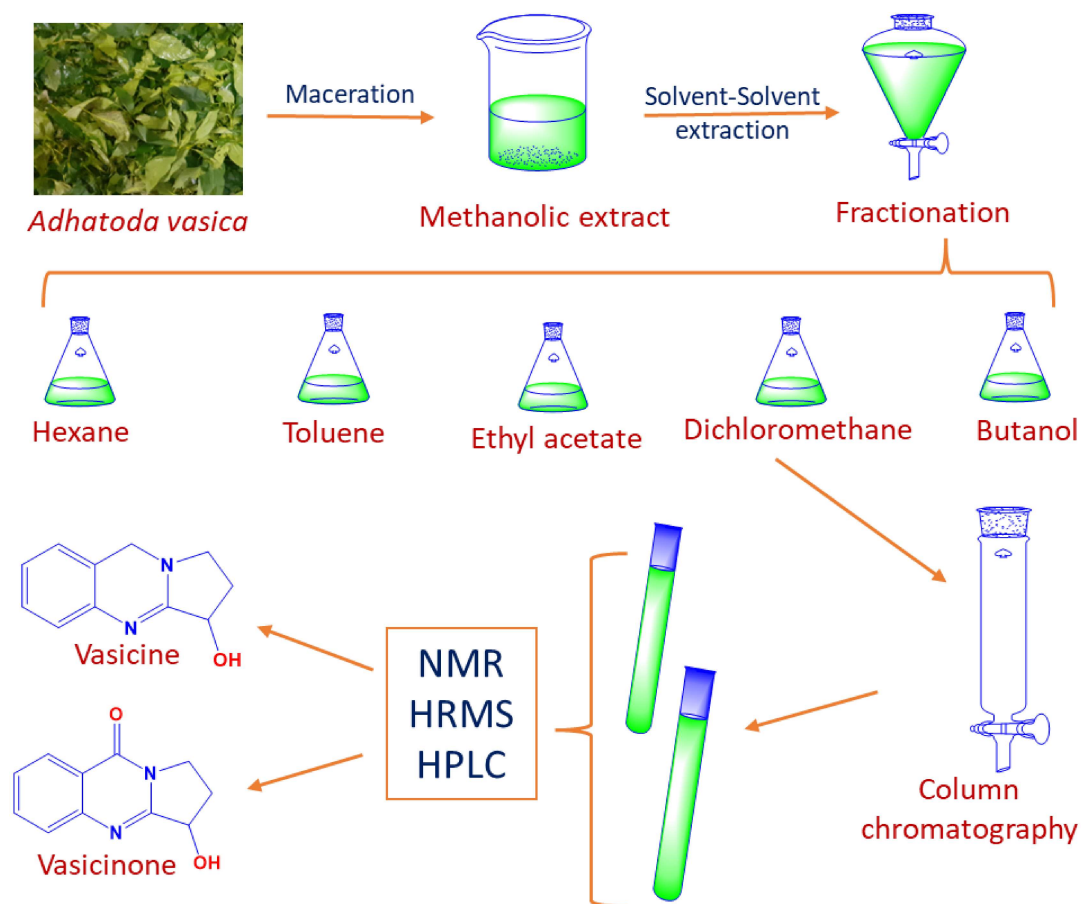 Maceration
Solvent-Solvent
extraction
Adhatoda vasica
Methanolic extract
Fractionation
Hexane
Toluene
Ethyl acetate
Dichloromethane
Butanol
N
N
OH
Vasicine
O
N
N
OH
Vasicinone
NMR
HRMS
HPLC
Column
chromatography